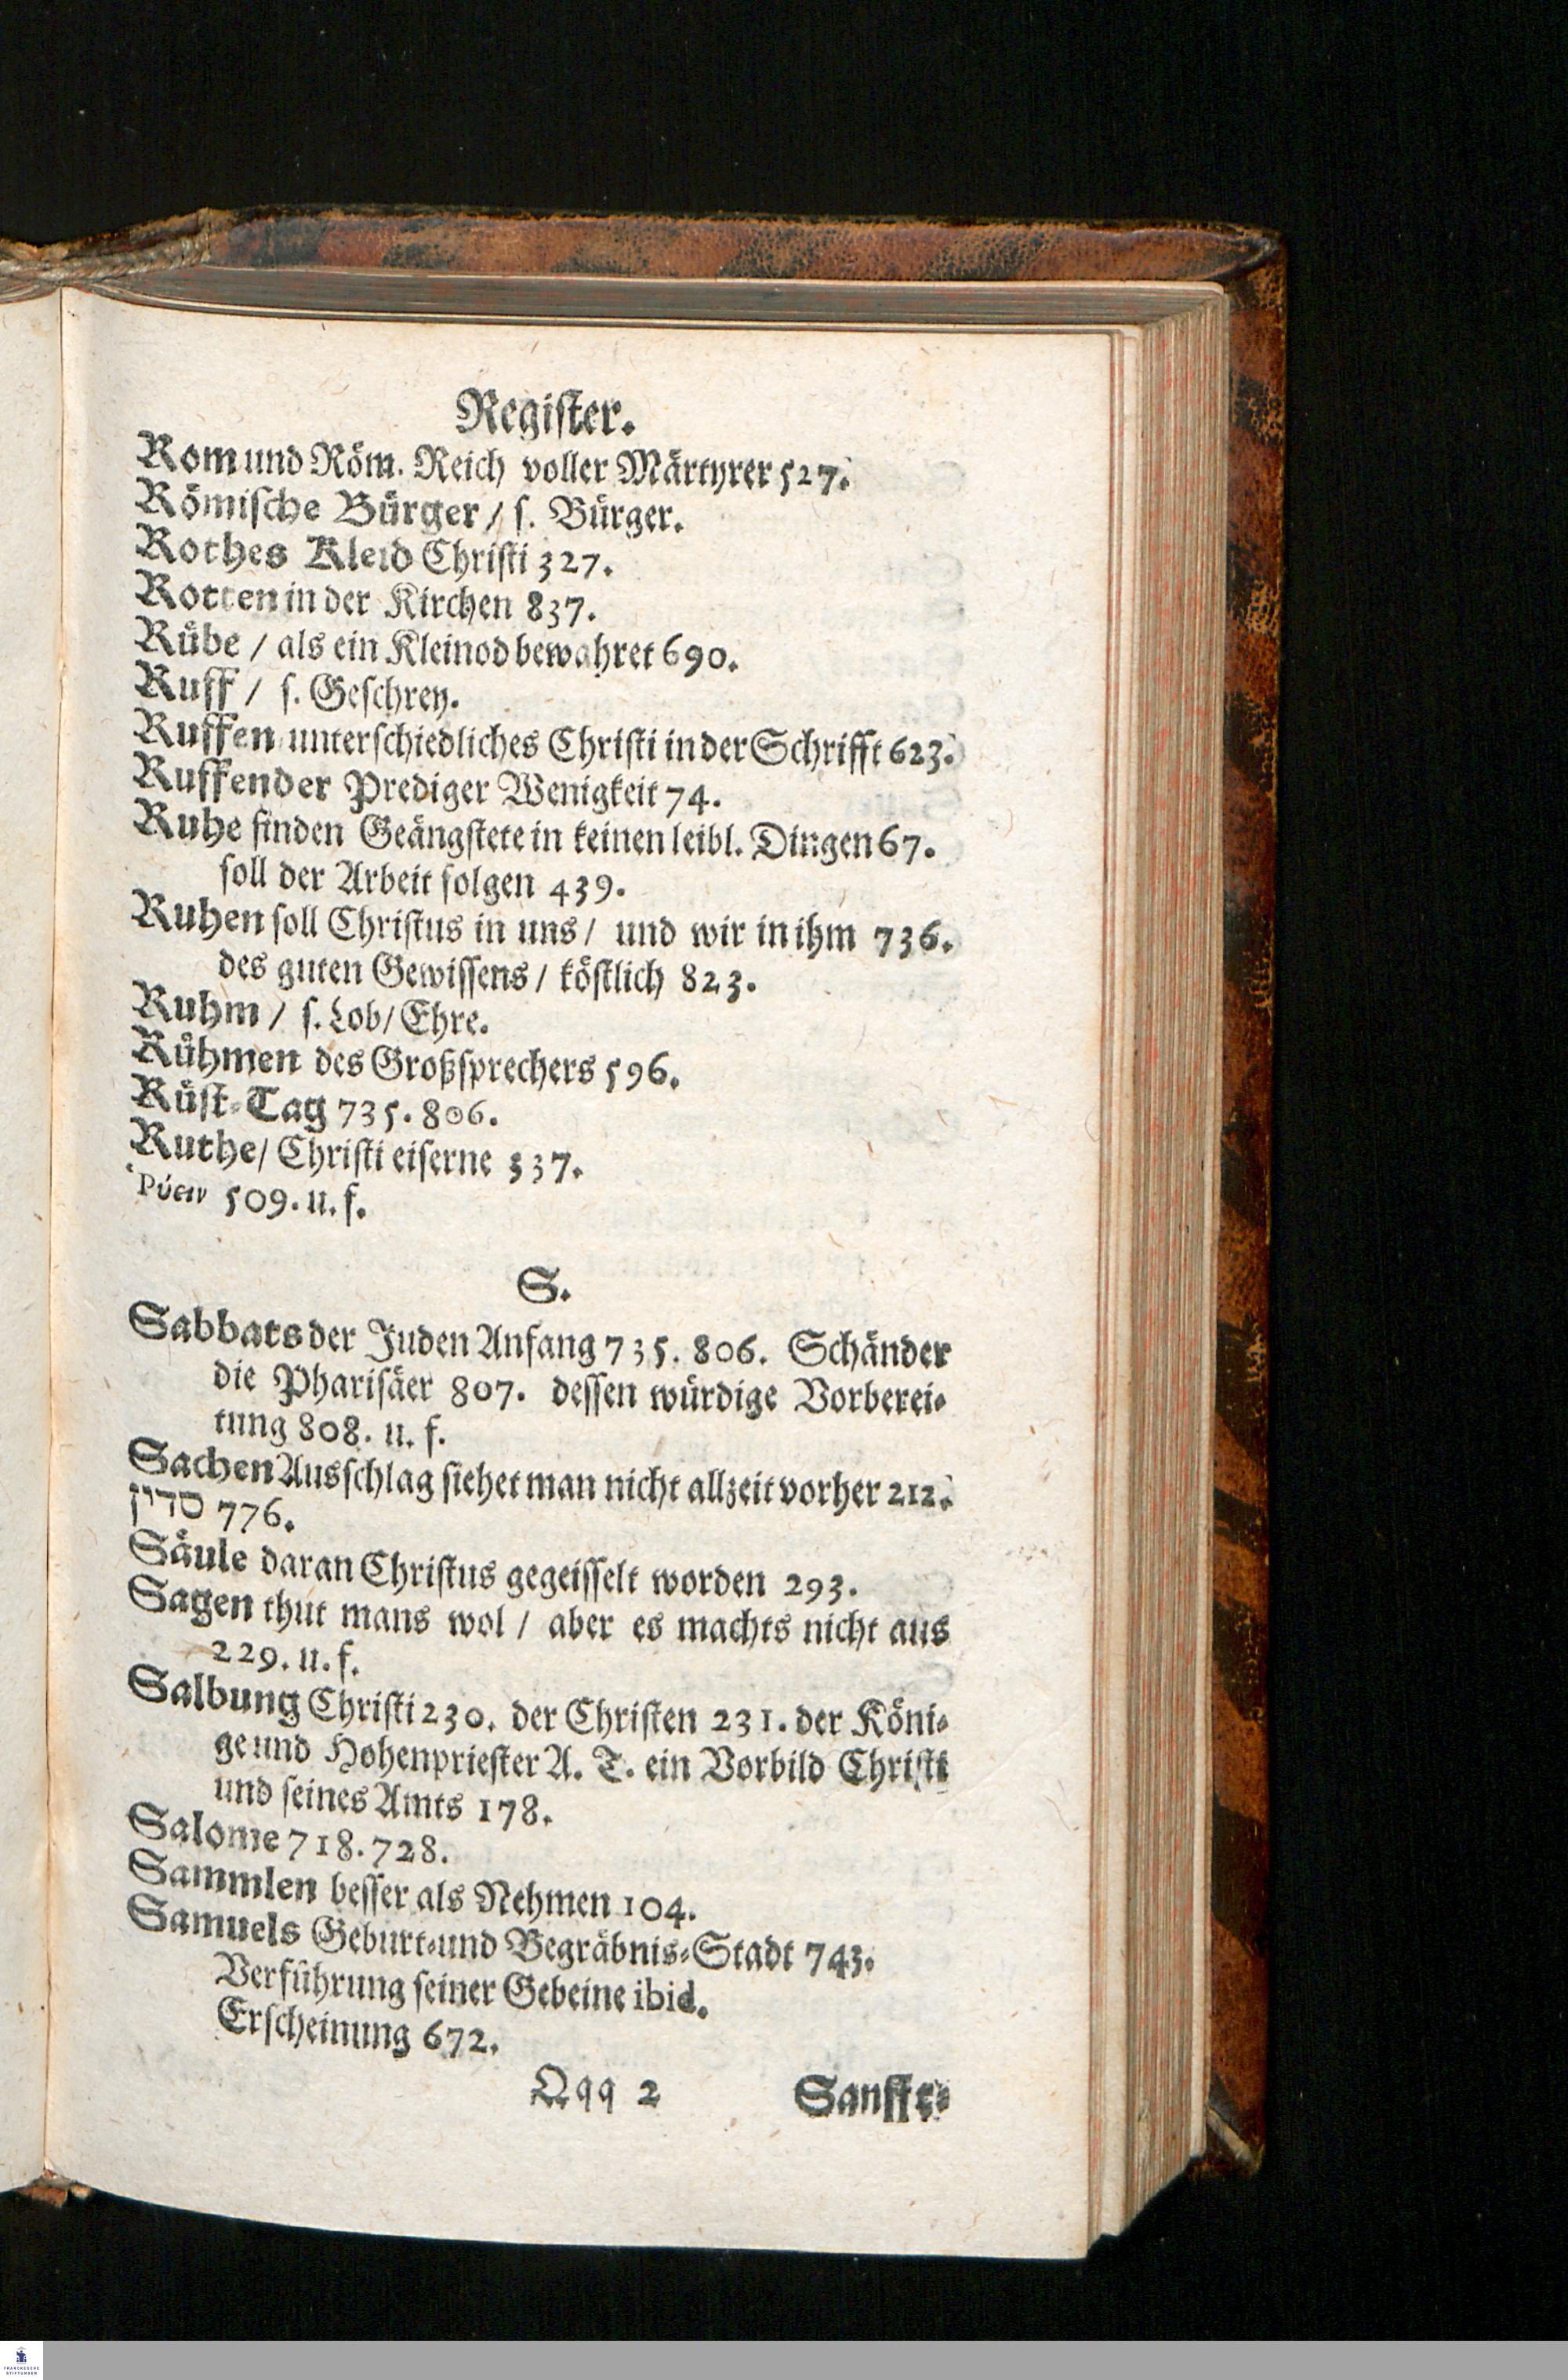 Register.
Rom und Röm. Reich voller Märtyrer 527.
Römische Bürger / s. Bürger.
Rothes Kleid Christi 327.
Rotten in der Kirchen 837.
Rübe / als ein Kleinod bewahret 690.
Ruff / s. Geschrey.
Ruffen unterschiedliches Christi in der Schrifft 623.
Ruffender Prediger Wenigkeit 74.
Ruhe finden Geängstete in keinen leibl. Dingen 67.
soll der Arbeit folgen 439.
Ruhen soll Christus in uns / und wir in ihm 736.
des guten Gewissens / köstlich 823.
Ruhm / s. Lob / Ehre.
Rühmen des Großsprechers 596.
Rüst-Tag 735. 806.
Ruthe / Christi eiserne 337.
Ῥύειν 509. u. f.
S.
Sabbats der Juden Anfang 735. 806. Schänder
die Pharisäer 807. dessen würdige Vorberei-
tung 808. u. f.
Sachen Ausschlag siehet man nicht allzeit vorher 212.
סדין 776.
Säule daran Christus gegeisselt worden 293.
Sagen thut mans wol / aber es machts nicht aus
229. u. f.
Salbung Christi 230. der Christen 231. der Köni-
ge und Hohenpriester A. T. ein Vorbild Christi
und seines Amts 178.
Salome 718. 728.
Sammlen besser als Nehmen 104.
Samuels Geburt- und Begräbnis-Stadt 743.
Verführung seiner Gebeine ibid.
Erscheinung 672.
Qqq 2 Sanfft-
FRANCKESCHE
STIFTUNGEN